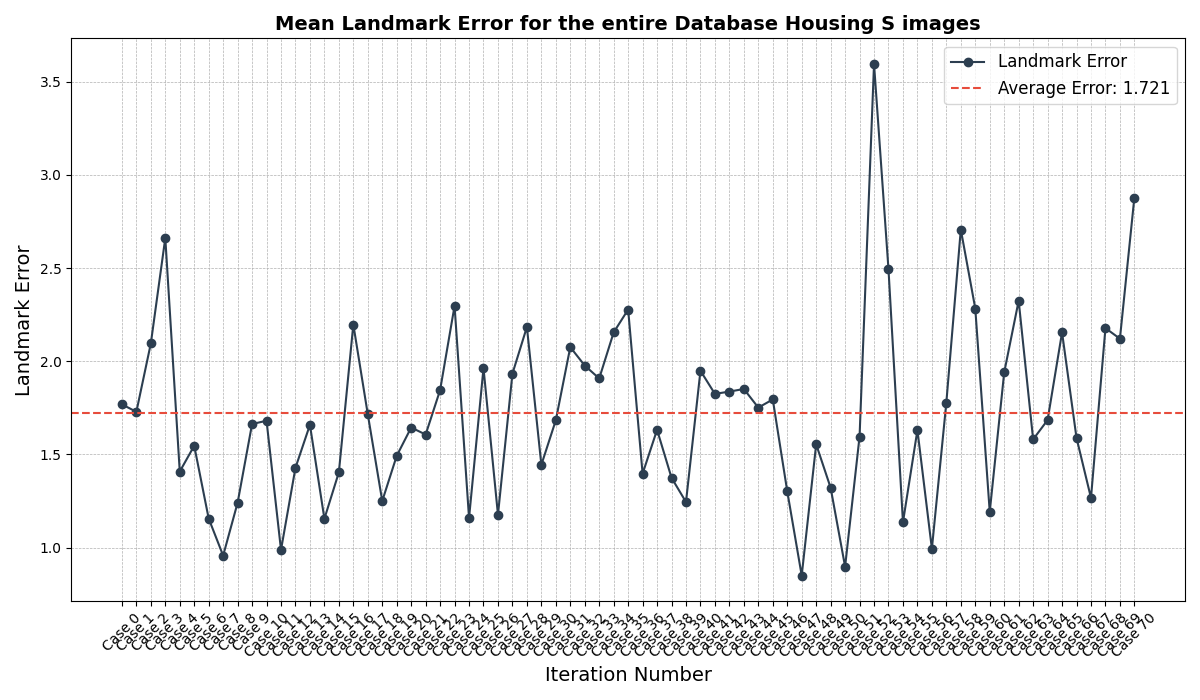 Mean Landmark Error for the entire Database Housing S images
Landmark Error
Average Error: 1.721
3.5
3.0
2.5
2.0
1.5
1.0
Landmark Error
Case 0
Case 1
Case 2
Case 3
Case 4
Case 5
Case 6
Case 7
Case 8
Case 9
Case 10
Case 11
Case 12
Case 13
Case 14
Case 15
Case 16
Case 17
Case 18
Case 19
Case 20
Case 21
Case 22
Case 23
Case 24
Case 25
Case 26
Case 27
Case 28
Case 29
Case 30
Case 31
Case 32
Case 33
Case 34
Case 35
Case 36
Case 37
Case 38
Case 39
Case 40
Case 41
Case 42
Case 43
Case 44
Case 45
Case 46
Case 47
Case 48
Case 49
Case 50
Case 51
Case 52
Case 53
Case 54
Case 55
Case 56
Case 57
Case 58
Case 59
Case 60
Case 61
Case 62
Case 63
Case 64
Case 65
Case 66
Case 67
Case 68
Case 69
Case 70
Iteration Number